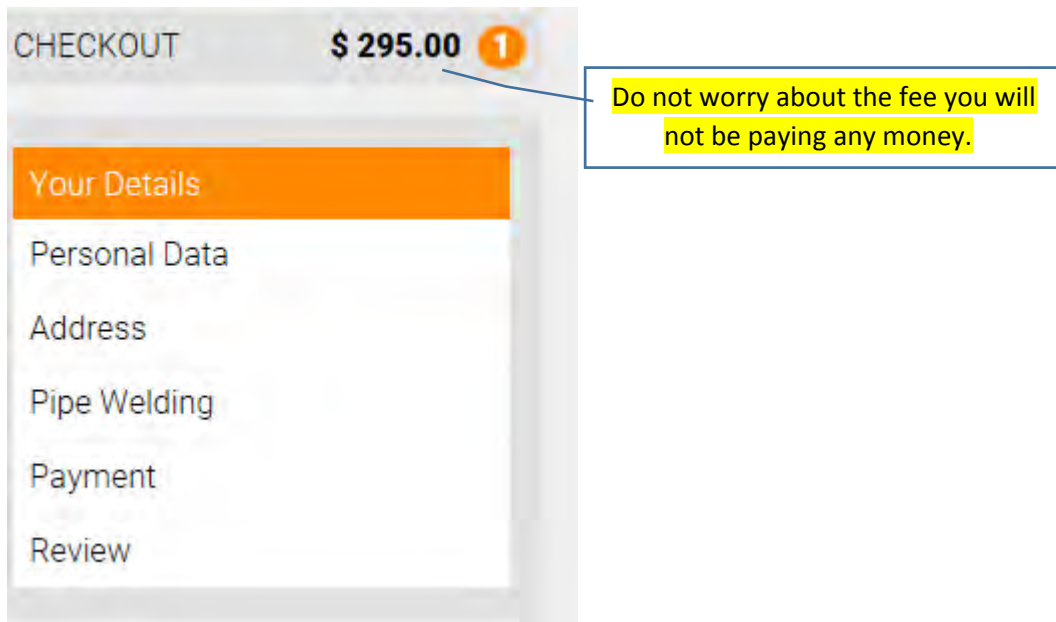 CHECKOUT $ 295.00 1
Do not worry about the fee you will
not be paying any money.
Your Details
Personal Data
Address
Pipe Welding
Payment
Review